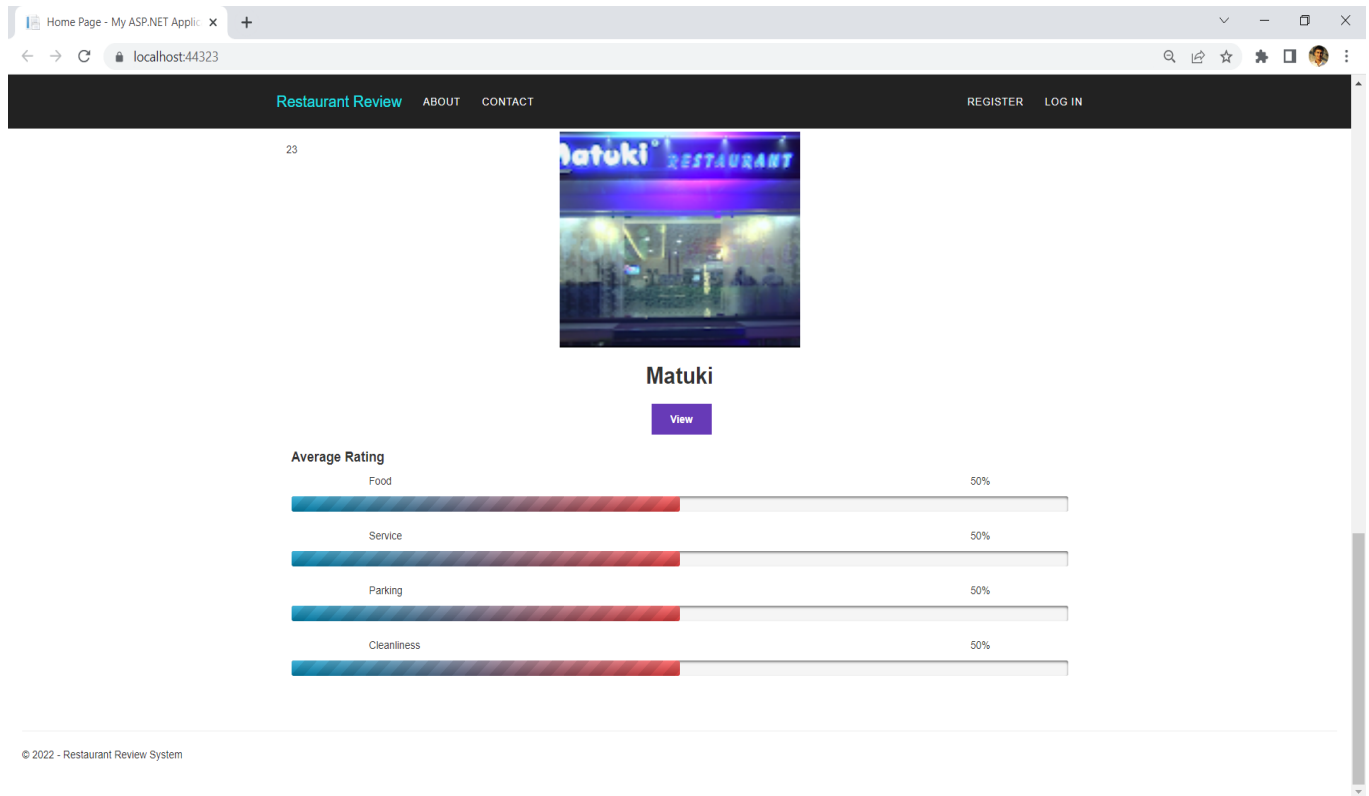 Home Page - My ASP.NET Applic
localhost:44323
Restaurant Review ABOUT CONTACT REGISTER LOG IN
23
Matuki RESTAURANT
Matuki
View
Average Rating
Food 50%
Service 50%
Parking 50%
Cleanliness 50%
© 2022 - Restaurant Review System